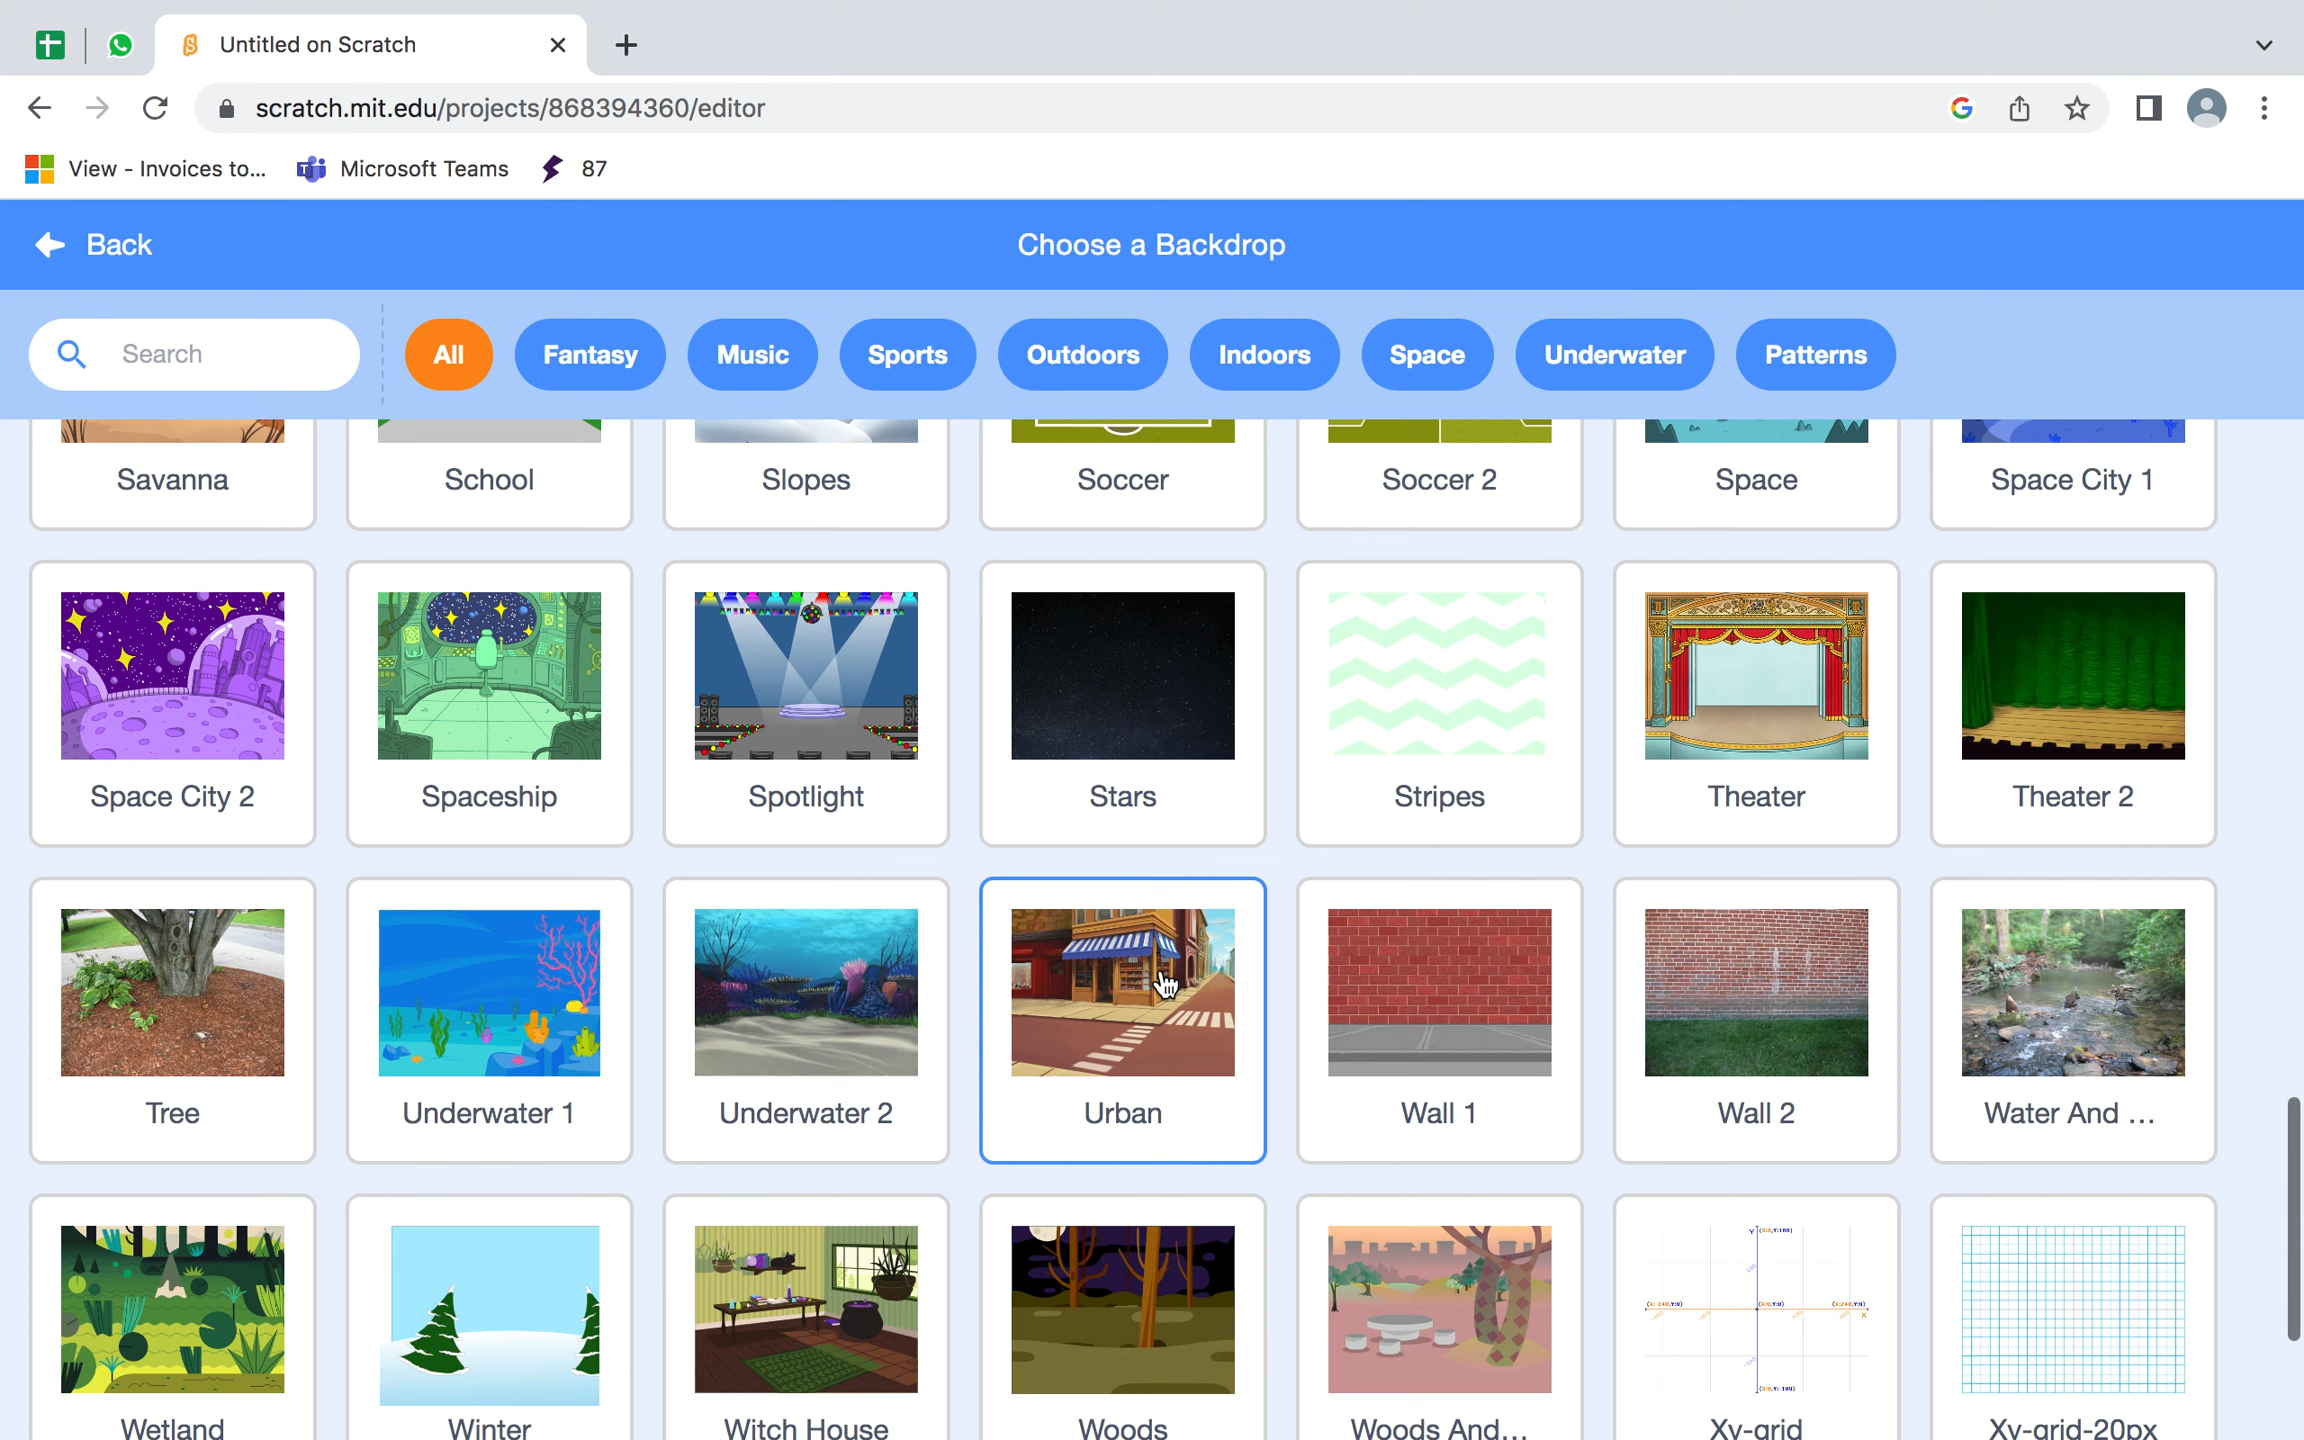 Untitled on Scratch
scratch.mit.edu/projects/868394360/editor
View - Invoices to...
Microsoft Teams
87
Back
Choose a Backdrop
Search
All
Fantasy
Music
Sports
Outdoors
Indoors
Space
Underwater
Patterns
Savanna
School
Slopes
Soccer
Soccer 2
Space
Space City 1
Space City 2
Spaceship
Spotlight
Stars
Stripes
Theater
Theater 2
Tree
Underwater 1
Underwater 2
Urban
Wall 1
Wall 2
Water And ...
Wetland
Winter
Witch House
Woods
Woods And...
Xy-grid
Xy-grid-20px